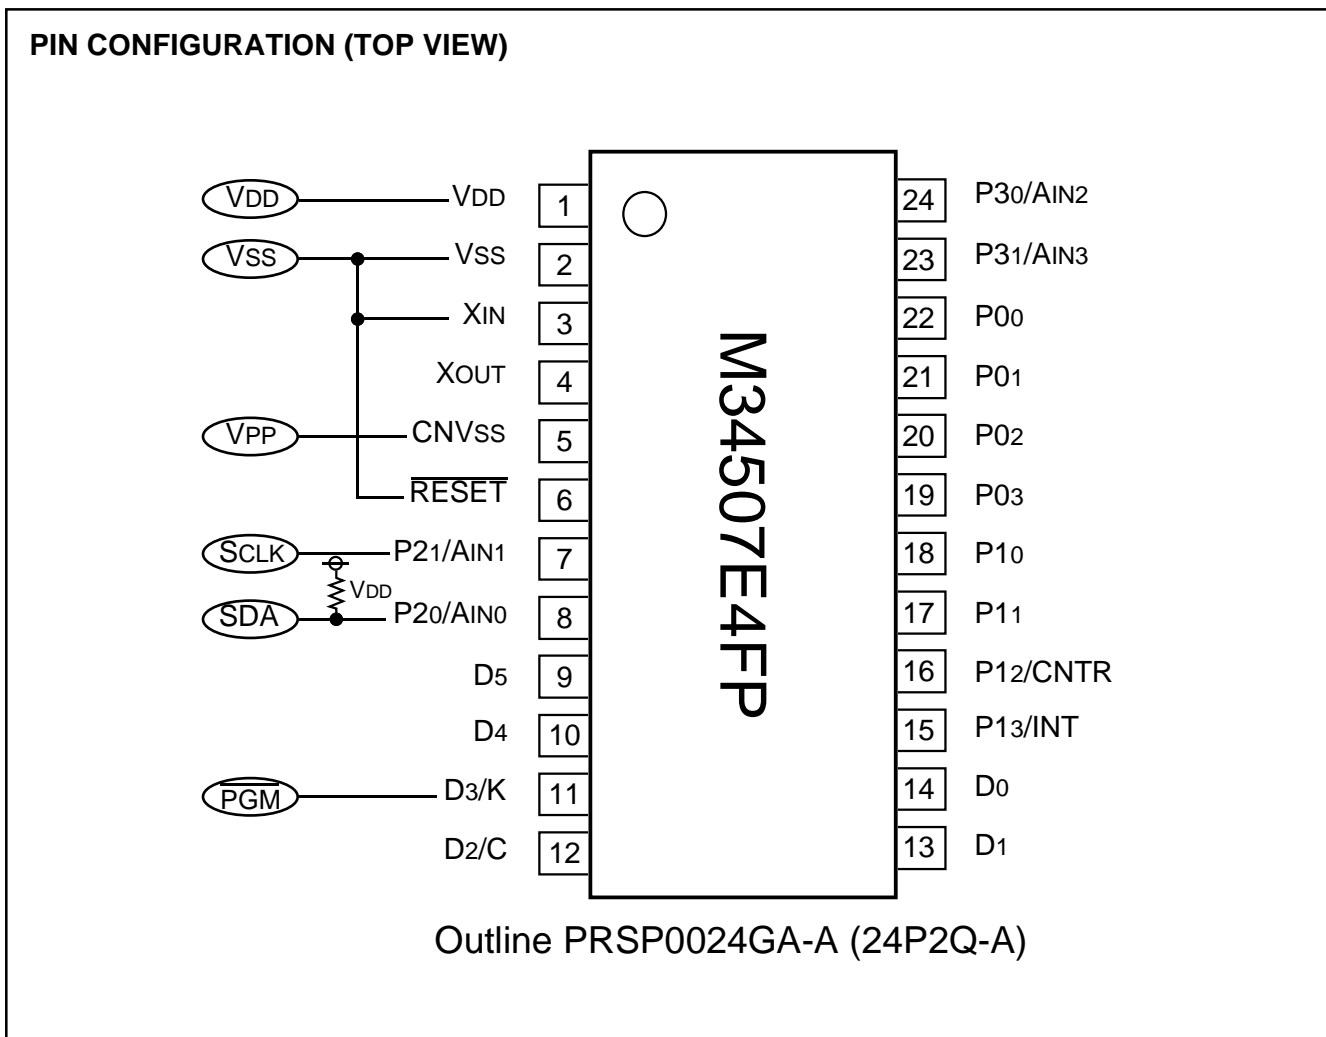 PIN CONFIGURATION (TOP VIEW)
VDD VDD 1 24 P30/AIN2
VSS VSS 2 23 P31/AIN3
XIN 3 22 P00
XOUT 4 21 P01
VPP CNVSS 5 20 P02
RESET 6 19 P03
SCLK P21/AIN1 7 18 P10
VDD
SDA P20/AIN0 8 17 P11
D5 9 16 P12/CNTR
D4 10 15 P13/INT
PGM D3/K 11 14 D0
D2/C 12 13 D1
M34507E4FP
Outline PRSP0024GA-A (24P2Q-A)